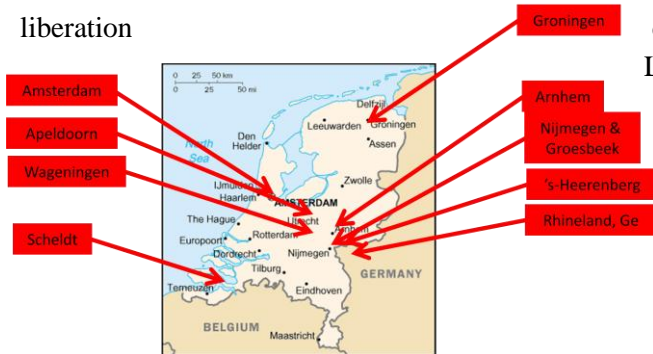 liberation
Groningen
Amsterdam
Apeldoorn
Wageningen
Scheldt
Arnhem
Nijmegen &
Groesbeek
's-Heerenberg
Rhineland, Ge
0 25 50 km
0 25 50 mi
North
Sea
Delfzijl
Leeuwarden
Groningen
Assen
Den
Helder
Zwolle
IJmuiden
Haarlem
AMSTERDAM
The Hague
Utrecht
Arnhem
Europoort
Rotterdam
Dordrecht
Nijmegen
Tilburg
GERMANY
Terneuzen
Eindhoven
BELGIUM
Maastricht